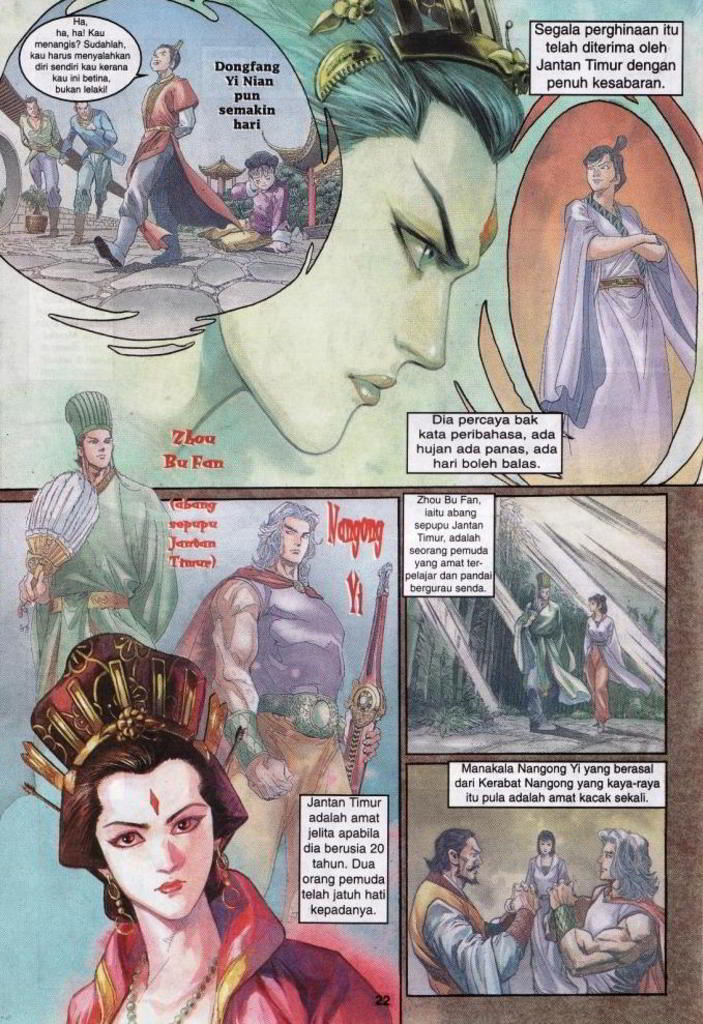 Ha,
ha, ha! Kau
menangis? Sudahlah,
kau harus menyalahkan
diri sendiri kau kerana
kau ini betina,
bukan lelaki!
Dongfang
Yi Nian
pun
semakin
hari
Segala perghinaan itu
telah diterima oleh
Jantan Timur dengan
penuh kesabaran.
Dia percaya bak
kata peribahasa, ada
hujan ada panas, ada
hari boleh balas.
Zhou
Bu Fan
(abang
sepupu
Jantan
Timur)
Nangong
Yi
Jantan Timur
adalah amat
jelita apabila
dia berusia 20
tahun. Dua
orang pemuda
telah jatuh hati
kepadanya.
Zhou Bu Fan,
iaitu abang
sepupu Jantan
Timur, adalah
seorang pemuda
yang amat ter-
pelajar dan pandai
bergurau senda.
Manakala Nangong Yi yang berasal
dari Kerabat Nangong yang kaya-raya
itu pula adalah amat kacak sekali.
22